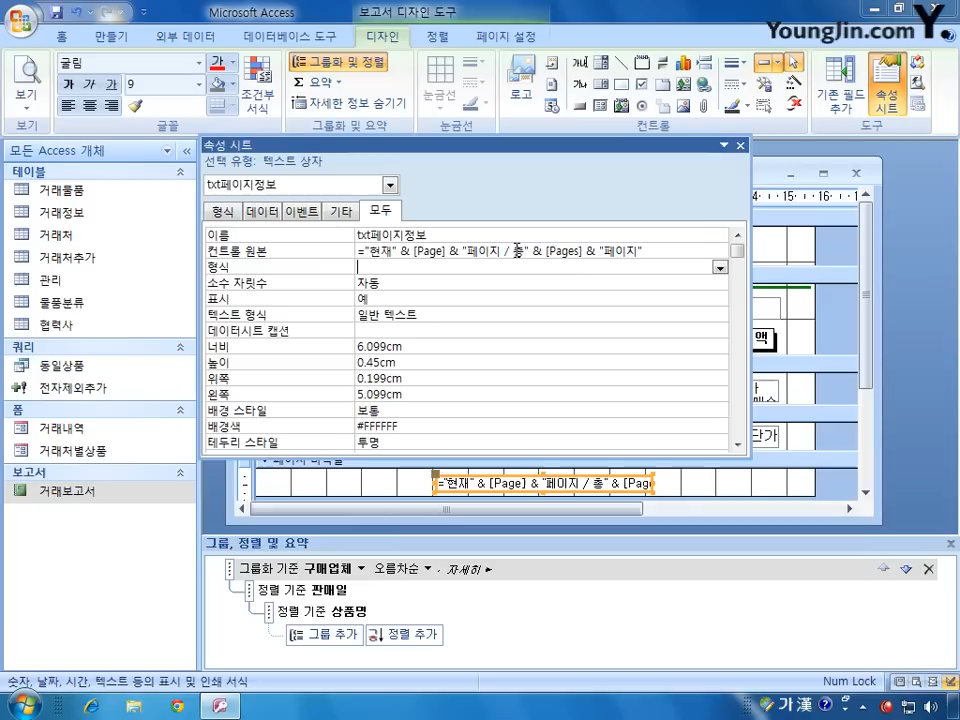 Microsoft Access
보고서 디자인 도구
YoungJin.com Y.
홈
만들기
외부 데이터
데이터베이스 도구
디자인
정렬
페이지 설정
보기
굴림
가
가 가 가
9
조건부
서식
그룹화 및 정렬
Σ 요약
자세한 정보 숨기기
눈금선
로고
기존 필드
추가
속성
시트
보기
글꼴
그룹화 및 요약
눈금선
컨트롤
도구
모든 Access 개체
테이블
거래물품
거래정보
거래처
거래처추가
관리
물품분류
협력사
쿼리
동일상품
전자제외추가
폼
거래내역
거래처별상품
보고서
거래보고서
속성 시트
선택 유형: 텍스트 상자
txt페이지정보
형식
데이터
이벤트
기타
모두
이름 txt페이지정보
컨트롤 원본 ="현재" & [Page] & "페이지 / 총" & [Pages] & "페이지"
형식
소수 자릿수 자동
표시 예
텍스트 형식 일반 텍스트
데이터시트 캡션
너비 6.099cm
높이 0.45cm
위쪽 0.199cm
왼쪽 5.099cm
배경 스타일 보통
배경색 #FFFFFF
테두리 스타일 투명
14 15 16
액
단가
="현재" & [Page] & "페이지 / 총" & [Page
그룹, 정렬 및 요약
그룹화 기준 구매업체 오름차순 , 자세히
정렬 기준 판매일
정렬 기준 상품명
그룹 추가
정렬 추가
숫자, 날짜, 시간, 텍스트 등의 표시 및 인쇄 서식
Num Lock
가 漢